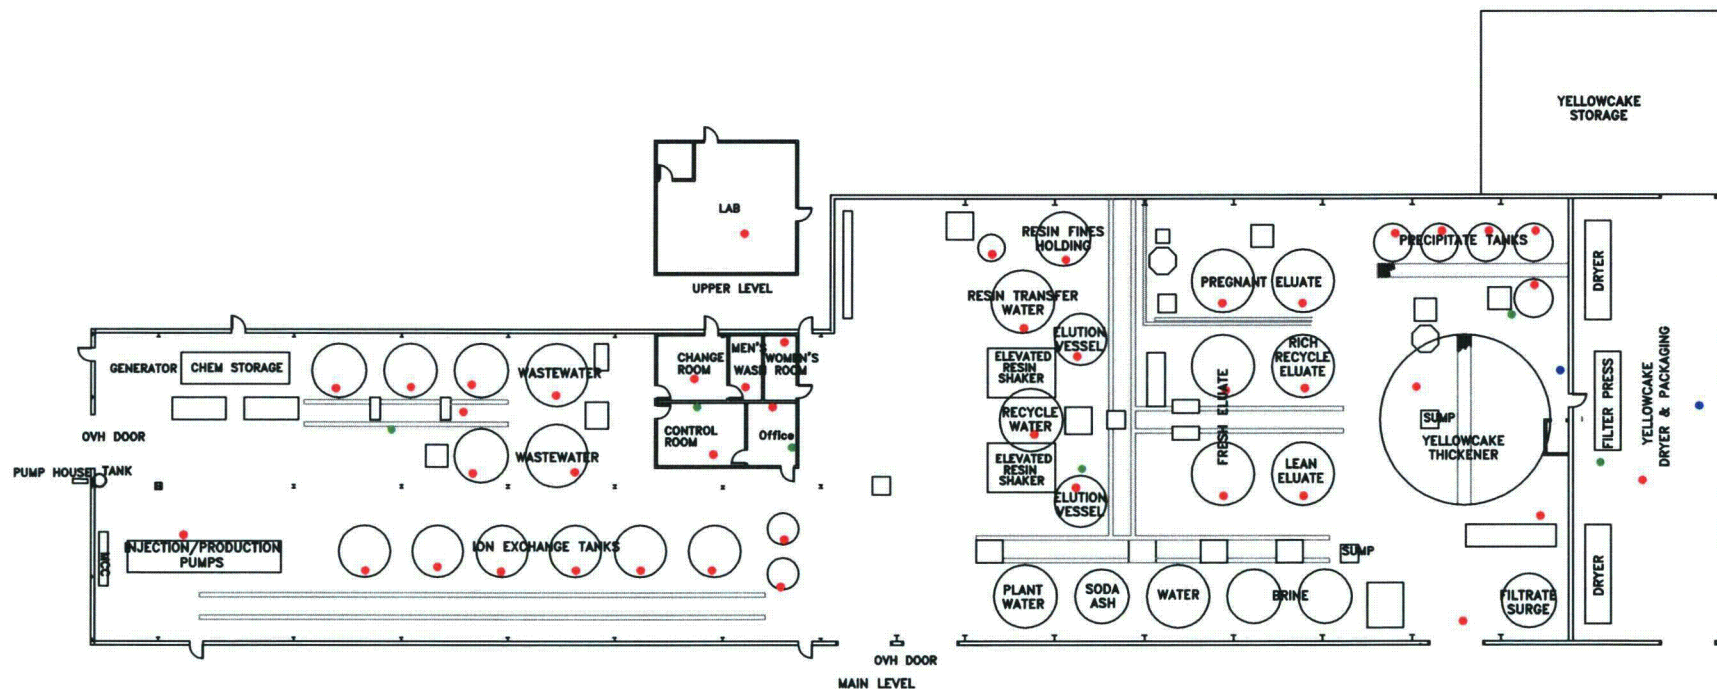 YELLOWCAKE
STORAGE
LAB
UPPER LEVEL
RESIN FINES
HOLDING
PRECIPITATE TANKS
PREGNANT ELUATE
DRYER
RESIN TRANSFER
WATER
ELUTION
VESSEL
GENERATOR
CHEM STORAGE
WASTEWATER
CHANGE
ROOM
MEN'S
WASH
WOMEN'S
ROOM
ELEVATED
RESIN
SHAKER
RICH
RECYCLE
ELUATE
RECYCLE
WATER
FRESH ELUATE
SUMP
YELLOWCAKE
THICKENER
FILTER PRESS
YELLOWCAKE
DRYER & PACKAGING
OVH DOOR
CONTROL
ROOM
Office
WASTEWATER
ELEVATED
RESIN
SHAKER
LEAN
ELUATE
PUMP HOUSE TANK
ELUTION
VESSEL
MCC
INJECTION/PRODUCTION
PUMPS
ION EXCHANGE TANKS
SUMP
PLANT
WATER
SODA
ASH
WATER
BRINE
FILTRATE
SURGE
DRYER
OVH DOOR
MAIN LEVEL